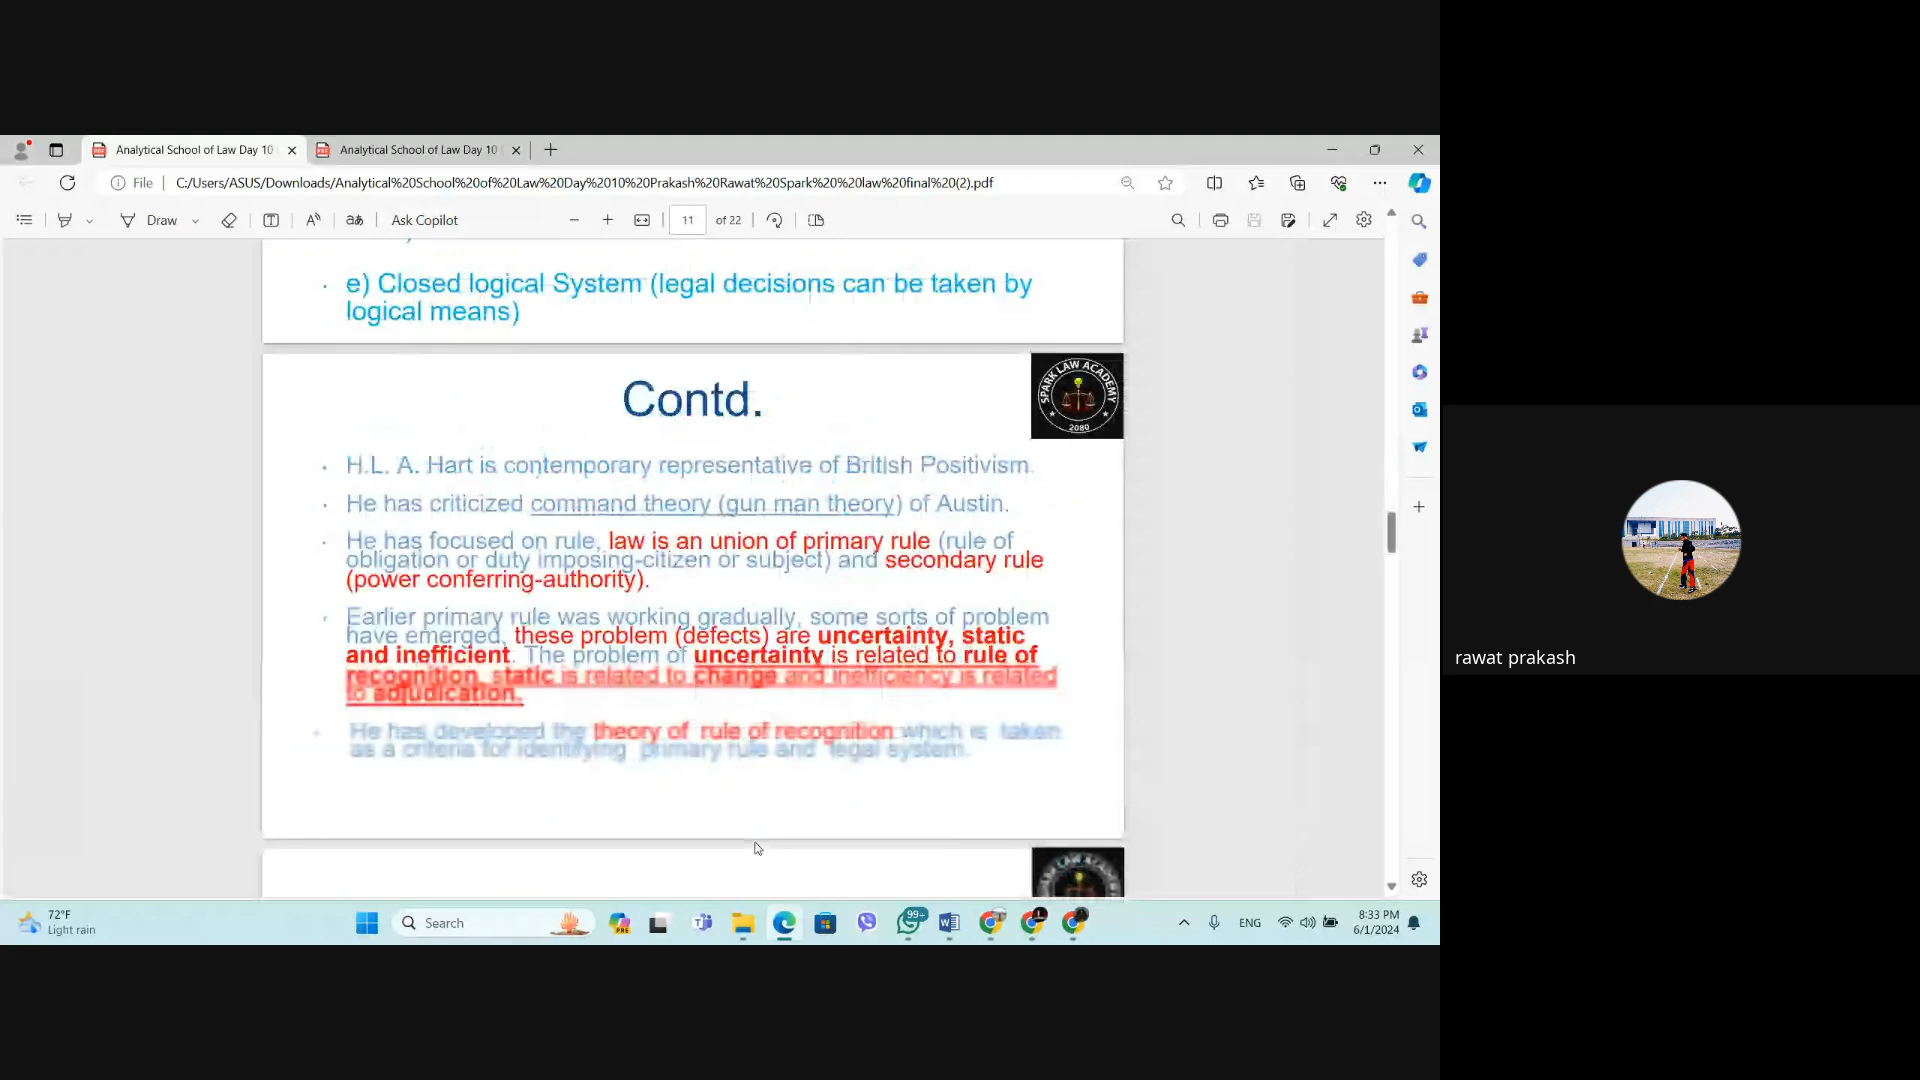 Analytical School of Law Day 10
Analytical School of Law Day 10
File
C:/Users/ASUS/Downloads/Analytical%20School%20of%20Law%20Day%2010%20Prakash%20Rawat%20Spark%20%20law%20final%20(2).pdf
Draw
aあ
Ask Copilot
11 of 22
e) Closed logical System (legal decisions can be taken by
logical means)
Contd.
SPARK LAW ACADEMY
2080
H.L. A. Hart is contemporary representative of British Positivism.
He has criticized command theory (gun man theory) of Austin.
He has focused on rule, law is an union of primary rule (rule of
obligation or duty imposing-citizen or subject) and secondary rule
(power conferring-authority).
Earlier primary rule was working gradually, some sorts of problem
have emerged, these problem (defects) are uncertainty, static
and inefficient. The problem of uncertainty is related to rule of
recognition, static is related to change and inefficiency is related
to adjudication.
He has developed the theory of rule of recognition which is taken
as a criteria for identifying primary rule and legal system.
rawat prakash
72°F
Light rain
Search
PRE
99+
ENG
8:33 PM
6/1/2024